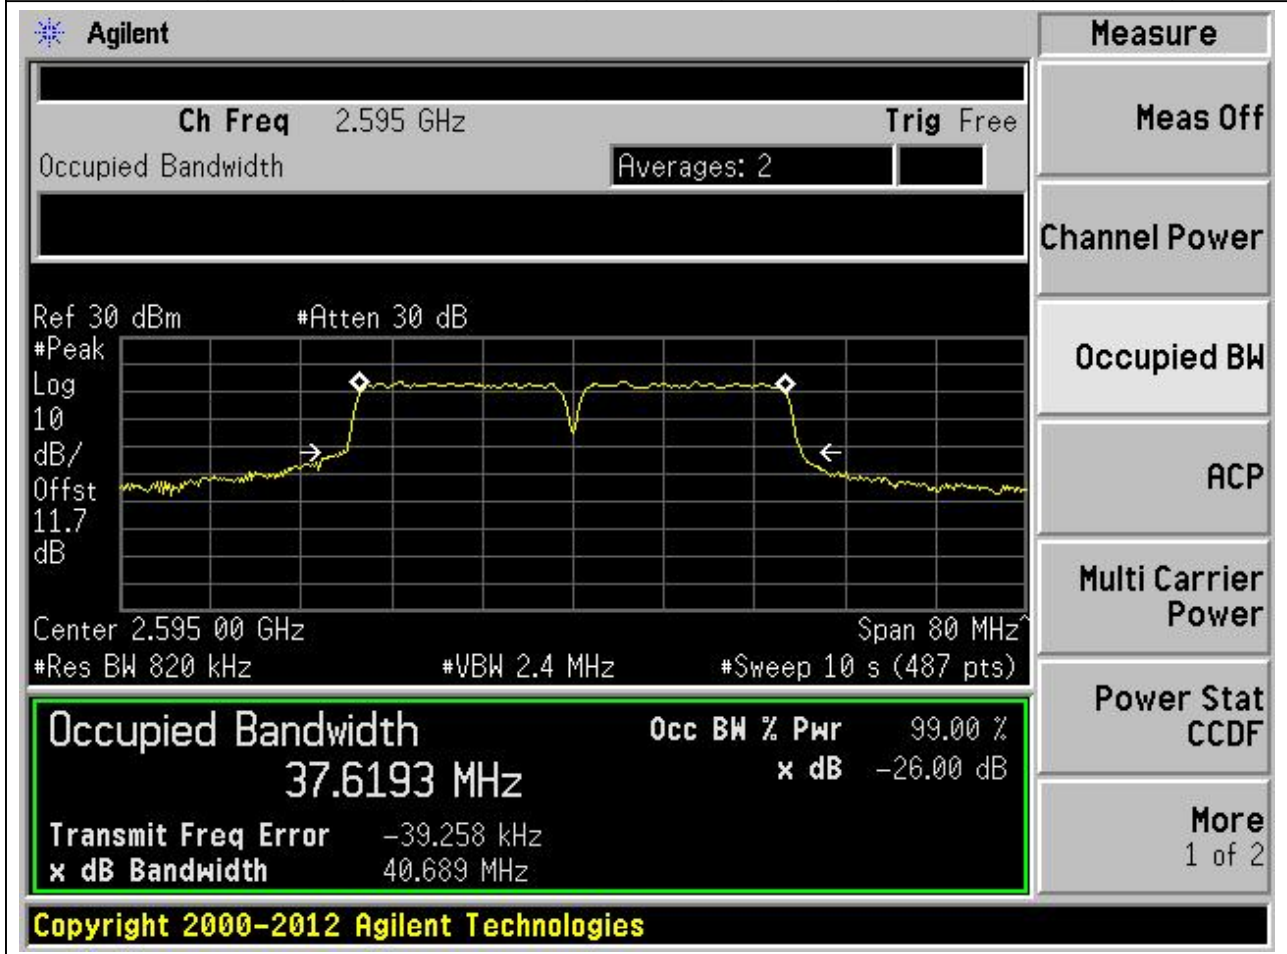 Agilent
Measure
Ch Freq 2.595 GHz Trig Free
Occupied Bandwidth Averages: 2
Meas Off
Channel Power
Occupied BW
ACP
Multi Carrier
Power
Power Stat
CCDF
More
1 of 2
Ref 30 dBm #Atten 30 dB
#Peak
Log
10
dB/
Offst
11.7
dB
Center 2.595 00 GHz Span 80 MHz^
#Res BW 820 kHz #VBW 2.4 MHz #Sweep 10 s (487 pts)
Occupied Bandwidth Occ BW % Pwr 99.00 %
37.6193 MHz x dB -26.00 dB
Transmit Freq Error -39.258 kHz
x dB Bandwidth 40.689 MHz
Copyright 2000-2012 Agilent Technologies